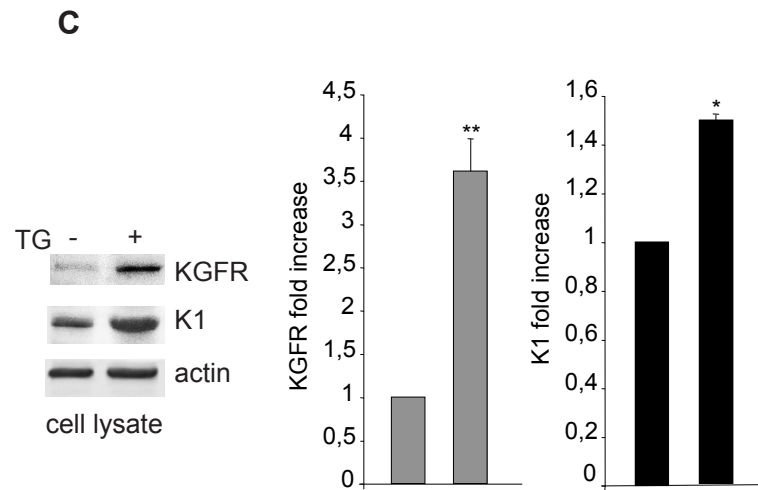 C
TG - +
KGFR
K1
actin
cell lysate
KGFR fold increase
4,5
4
3,5
3
2,5
2
1,5
1
0,5
0
**
K1 fold increase
1,6
1,4
1,2
1
0,8
0,6
0,4
0,2
0
*